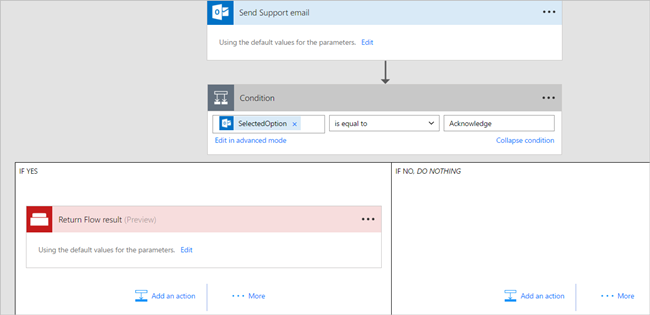 Send Support email
Using the default values for the parameters. Edit
Condition
SelectedOption × is equal to Acknowledge
Edit in advanced mode Collapse condition
IF YES IF NO, DO NOTHING
Return Flow result (Preview)
Using the default values for the parameters. Edit
Add an action More Add an action More